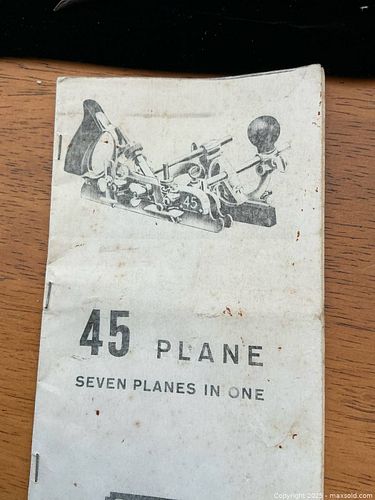 45
45 PLANE
SEVEN PLANES IN ONE
Copyright 2025 - maxsold.com